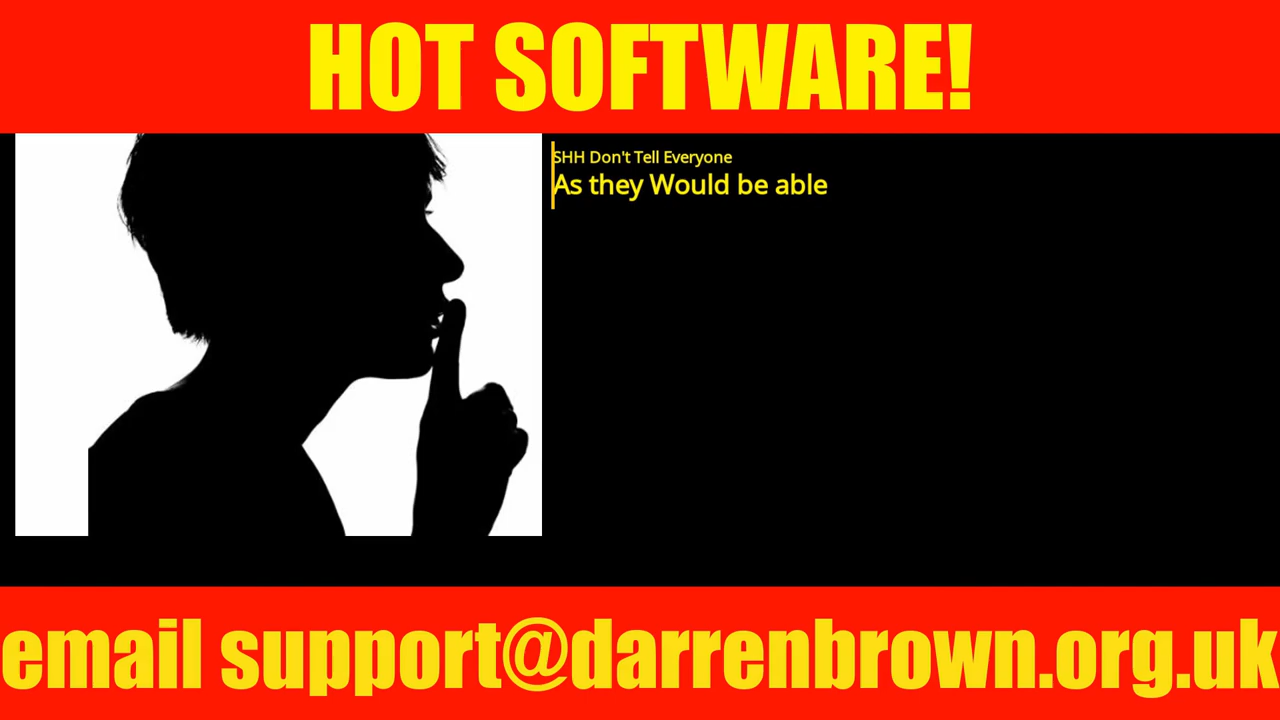 HOT SOFTWARE!
SHH Don't Tell Everyone
As they Would be able
email support@darrenbrown.org.uk